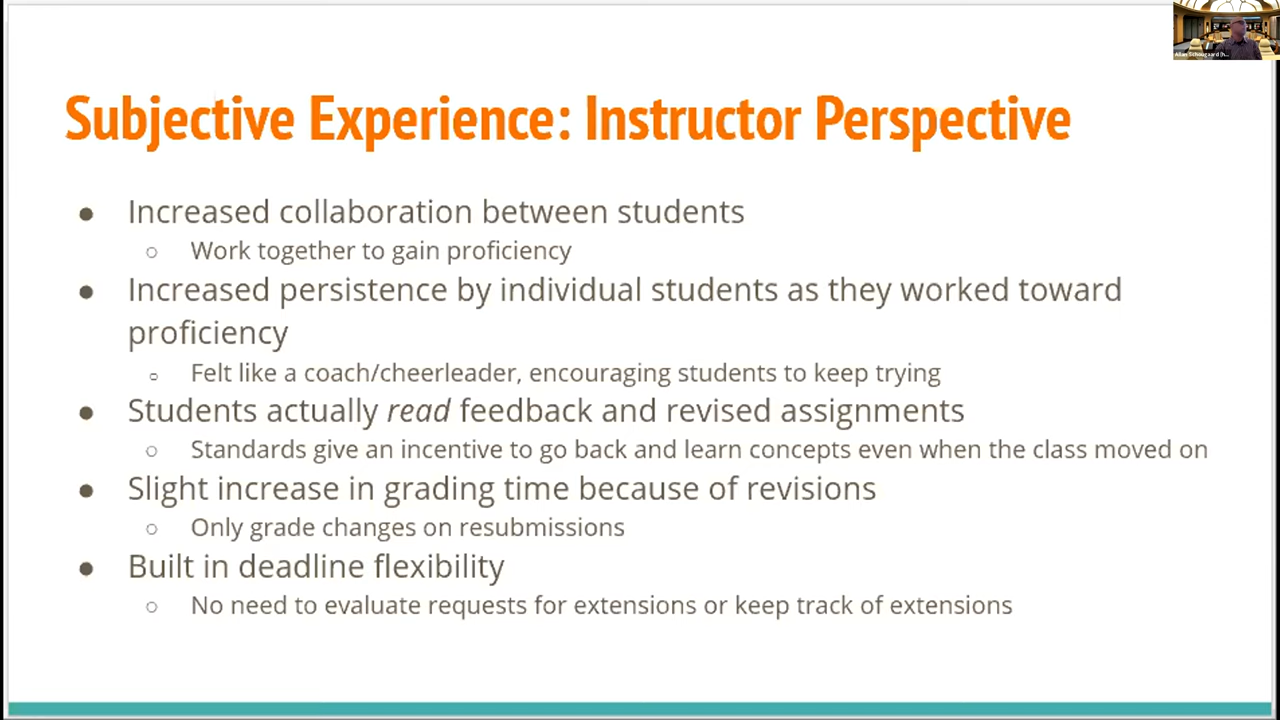 Subjective Experience: Instructor Perspective
● Increased collaboration between students
○ Work together to gain proficiency
● Increased persistence by individual students as they worked toward
proficiency
○ Felt like a coach/cheerleader, encouraging students to keep trying
● Students actually read feedback and revised assignments
○ Standards give an incentive to go back and learn concepts even when the class moved on
● Slight increase in grading time because of revisions
○ Only grade changes on resubmissions
● Built in deadline flexibility
○ No need to evaluate requests for extensions or keep track of extensions